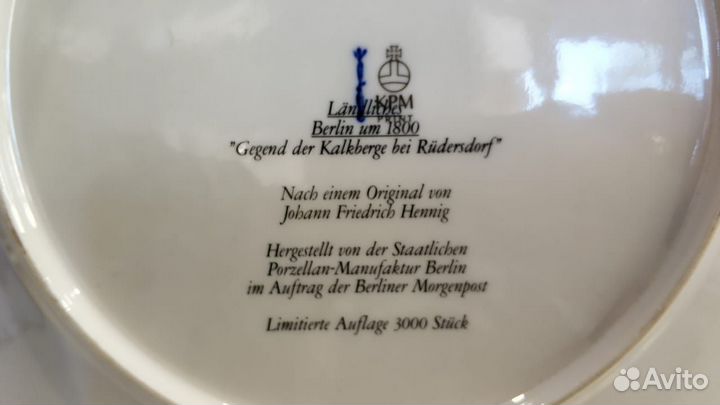 KPM
PRINT
Ländliches
Berlin um 1800
"Gegend der Kalkberge bei Rüdersdorf"
Nach einem Original von
Johann Friedrich Hennig
Hergestellt von der Staatlichen
Porzellan-Manufaktur Berlin
im Auftrag der Berliner Morgenpost
Limitierte Auflage 3000 Stück
Avito